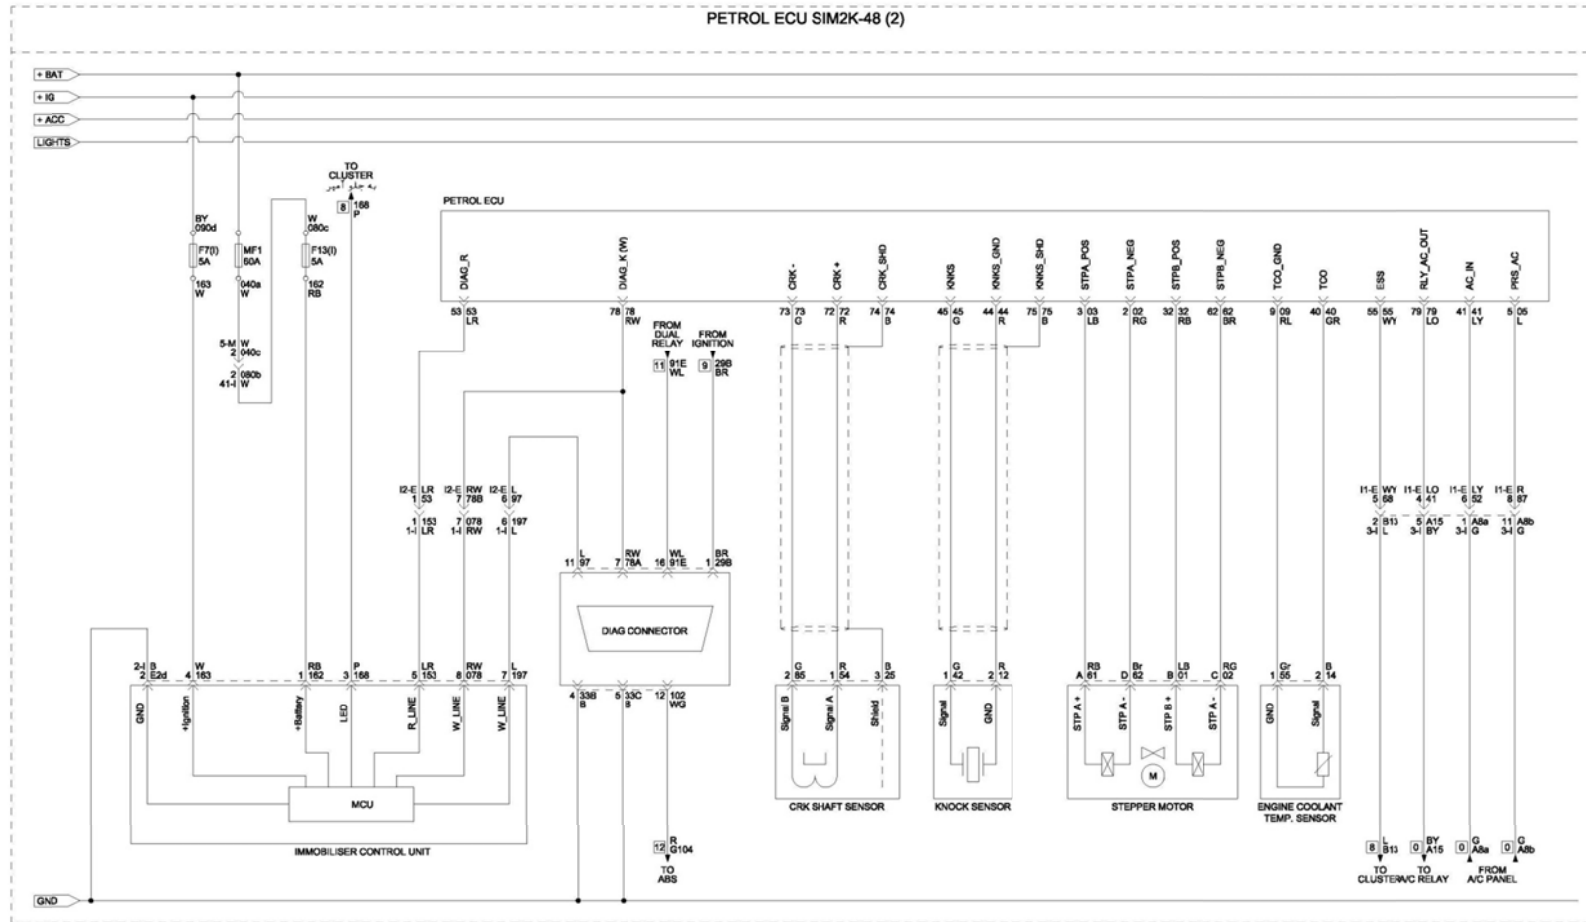 PETROL ECU SIM2K-48 (2)
+ BAT
+ IG
+ ACC
LIGHTS
TO
CLUSTER
به جلو آمپر
8 168
P
PETROL ECU
BY
090d
F7(I)
5A
163
W
MF1
60A
040a
W
W
080c
F13(I)
5A
162
RB
5-M W
2 040c
2 080b
41-I W
DIAG_R
DIAG_K (W)
CRK -
CRK +
CRK_SHD
KNKS
KNKS_GND
KNKS_SHD
STPA_POS
STPA_NEG
STPB_POS
STPB_NEG
TCO_GND
TCO
ESS
RLY_AC_OUT
AC_IN
PRS_AC
53 53
LR
78 78
RW
73 73
G
72 72
R
74 74
B
45 45
G
44 44
R
75 75
B
3 03
LB
2 02
RG
32 32
RB
62 62
BR
9 09
RL
40 40
GR
55 55
WY
79 79
LO
41 41
LY
5 05
L
FROM
DUAL
RELAY
11 91E
WL
FROM
IGNITION
9 29B
BR
I2-E LR
1 53
1 153
1-I LR
I2-E RW
7 78B
7 078
1-I RW
I2-E L
6 97
6 197
1-I L
I1-E WY
5 68
2 B13
3-I L
I1-E LO
4 41
5 A15
3-I BY
I1-E LY
6 52
1 A8a
3-I G
I1-E R
8 87
11 A8b
3-I G
L
11 97
RW
7 78A
WL
16 91E
BR
1 29B
DIAG CONNECTOR
4 33B
B
5 33C
B
12 102
WG
2-I B
2 E2d
W
4 163
RB
1 162
P
3 168
LR
5 153
RW
8 078
L
7 197
GND
+Ignition
+Battery
LED
R_LINE
W_LINE
W_LINE
MCU
IMMOBILISER CONTROL UNIT
G
2 85
R
1 54
B
3 25
Signal B
Signal A
Shield
CRK SHAFT SENSOR
G
1 42
R
2 12
Signal
GND
KNOCK SENSOR
RB
A 61
Br
D 62
LB
B 01
RG
C 02
STP A +
STP A -
STP B +
STP A -
M
STEPPER MOTOR
Gr
1 55
B
2 14
GND
Signal
ENGINE COOLANT
TEMP. SENSOR
12 R
G104
TO
ABS
8 L
B13
TO
CLUSTER
0 BY
A15
TO
A/C RELAY
0 G
A8a
0 G
A8b
FROM
A/C PANEL
GND